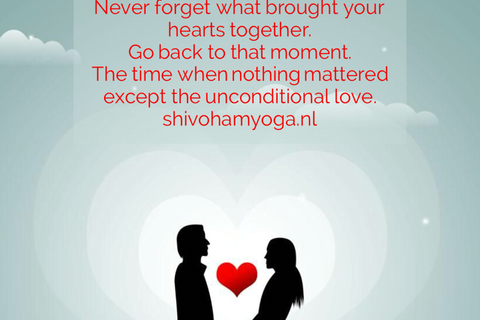 Never forget what brought your
hearts together.
Go back to that moment.
The time when nothing mattered
except the unconditional love.
shivohamyoga.nl